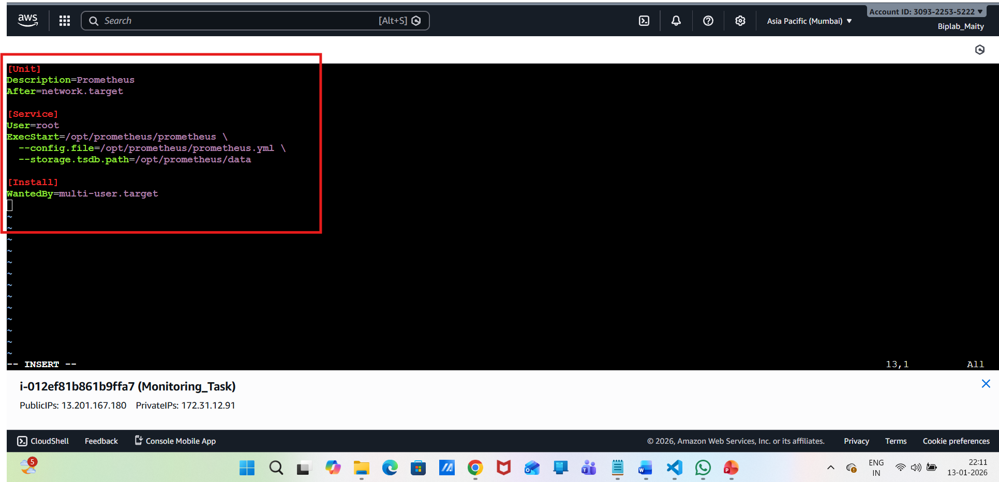 aws
Search
[Alt+S]
Asia Pacific (Mumbai) ▼
Account ID: 3093-2253-5222 ▼
Biplab_Maity
[Unit]
Description=Prometheus
After=network.target
[Service]
User=root
ExecStart=/opt/prometheus/prometheus \
--config.file=/opt/prometheus/prometheus.yml \
--storage.tsdb.path=/opt/prometheus/data
[Install]
WantedBy=multi-user.target
~
~
~
~
~
~
~
~
~
~
~
~
~
-- INSERT --
13,1
All
i-012ef81b861b9ffa7 (Monitoring_Task)
PublicIPs: 13.201.167.180 PrivateIPs: 172.31.12.91
CloudShell
Feedback
Console Mobile App
© 2026, Amazon Web Services, Inc. or its affiliates.
Privacy
Terms
Cookie preferences
5
ENG
IN
22:11
13-01-2026